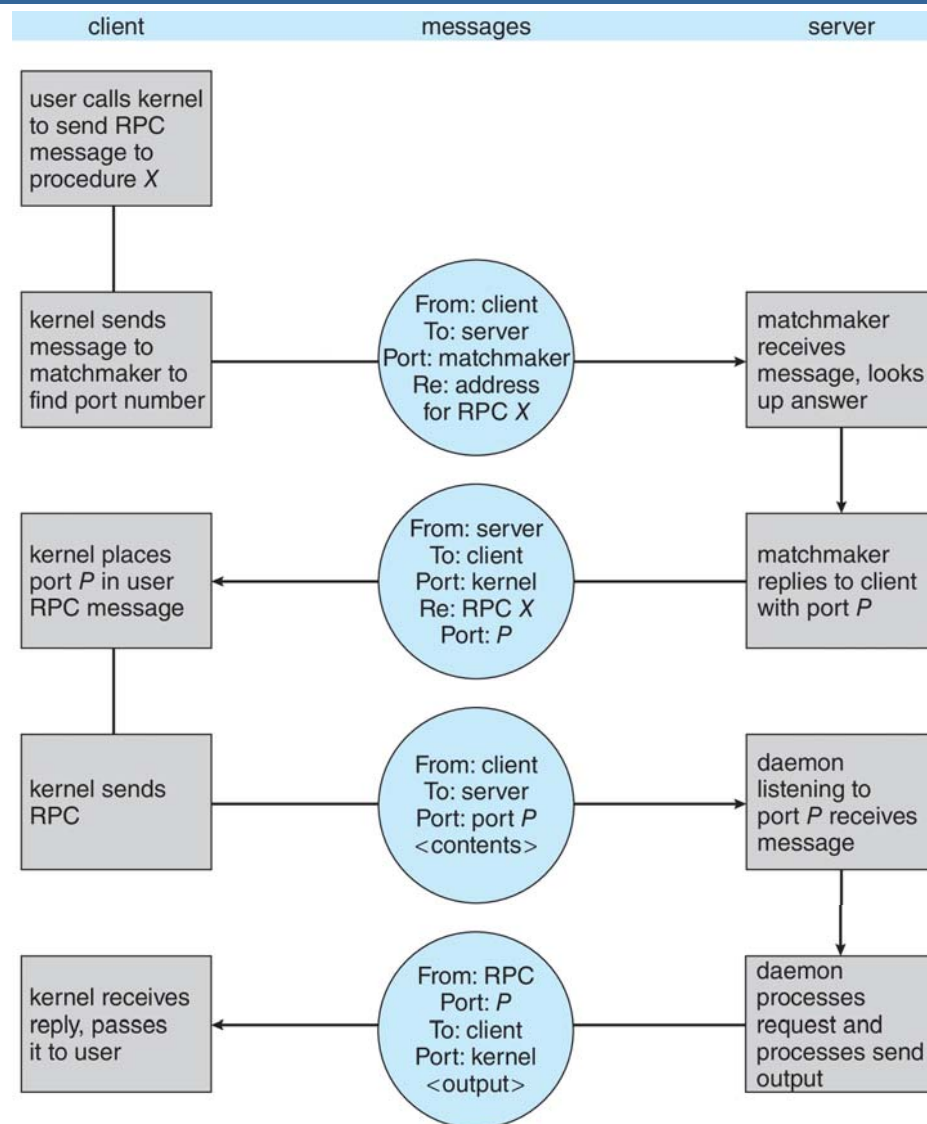 client
messages
server
user calls kernel
to send RPC
message to
procedure X
kernel sends
message to
matchmaker to
find port number
From: client
To: server
Port: matchmaker
Re: address
for RPC X
matchmaker
receives
message, looks
up answer
kernel places
port P in user
RPC message
From: server
To: client
Port: kernel
Re: RPC X
Port: P
matchmaker
replies to client
with port P
kernel sends
RPC
From: client
To: server
Port: port P
<contents>
daemon
listening to
port P receives
message
kernel receives
reply, passes
it to user
From: RPC
Port: P
To: client
Port: kernel
<output>
daemon
processes
request and
processes send
output